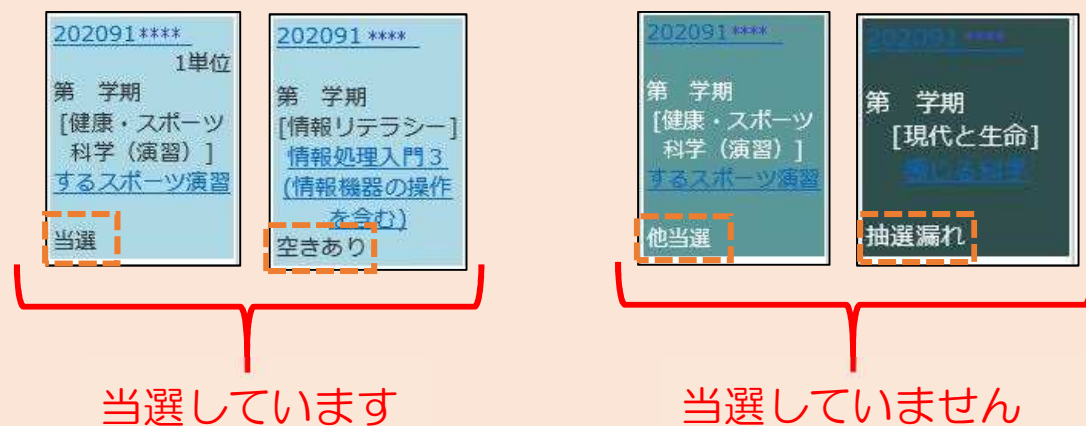 202091****
1単位
第 学期
[健康・スポーツ
科学（演習）]
するスポーツ演習
当選
202091 ****
第 学期
[情報リテラシー]
情報処理入門3
(情報機器の操作
を含む)
空きあり
202091****
第 学期
[健康・スポーツ
科学（演習）]
するスポーツ演習
他当選
202091 ****
第 学期
[現代と生命]
抽選漏れ
当選しています
当選していません